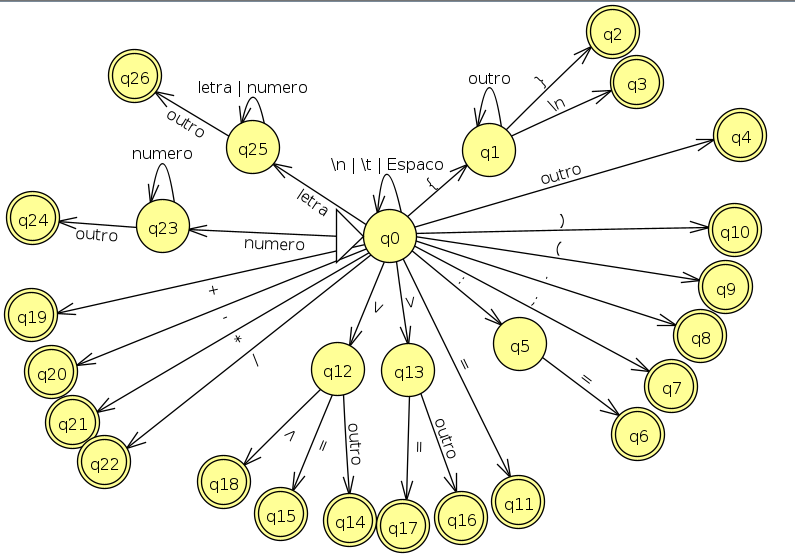 q2
q26
letra | numero
outro
}
q3
\n
outro
q25
q1
q4
numero
\n | \t | Espaco
{
outro
letra
q24
outro
q23
numero
q0
)
q10
(
q9
+
:
.
;
q19
-
<
>
q8
*
/
=
q5
q20
q12
q13
=
q7
q21
q22
>
=
outro
=
outro
q6
q18
q15
q14
q17
q16
q11